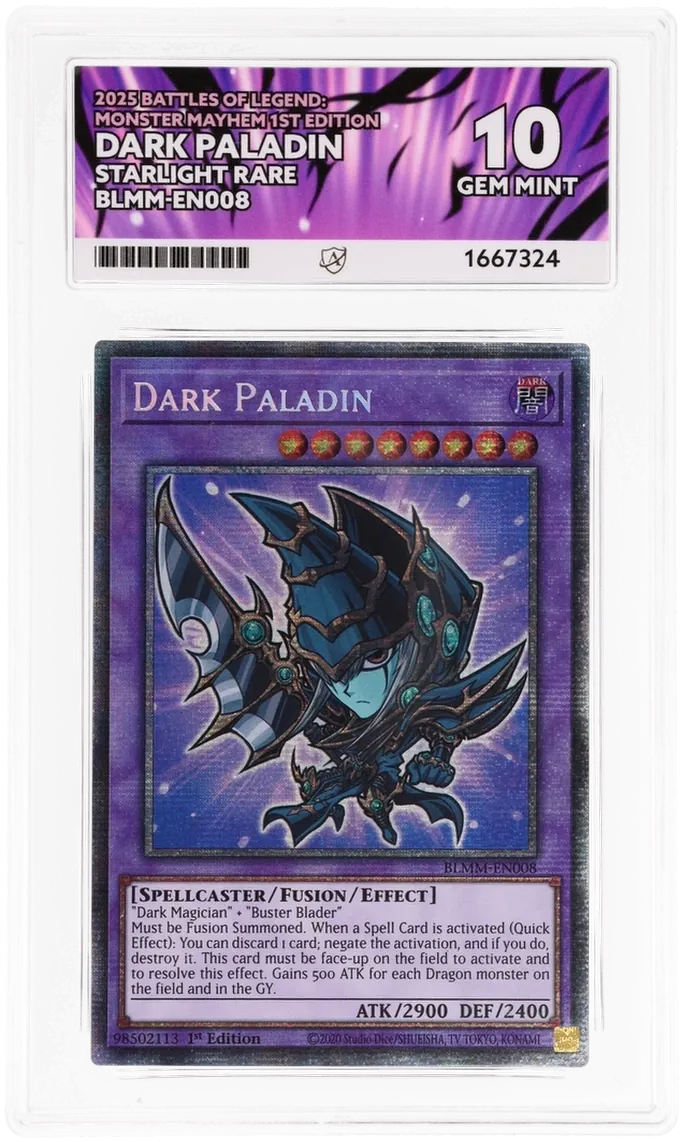 2025 BATTLES OF LEGEND:
MONSTER MAYHEM 1ST EDITION
DARK PALADIN
STARLIGHT RARE
BLMM-EN008
10
GEM MINT
1667324
DARK PALADIN
DARK
闇
BLMM-EN008
[SPELLCASTER/FUSION/EFFECT]
"Dark Magician" + "Buster Blader"
Must be Fusion Summoned. When a Spell Card is activated (Quick
Effect): You can discard 1 card; negate the activation, and if you do,
destroy it. This card must be face-up on the field to activate and
to resolve this effect. Gains 500 ATK for each Dragon monster on
the field and in the GY.
ATK/2900 DEF/2400
98502113 1st Edition
©2020 Studio Dice/SHUEISHA, TV TOKYO, KONAMI